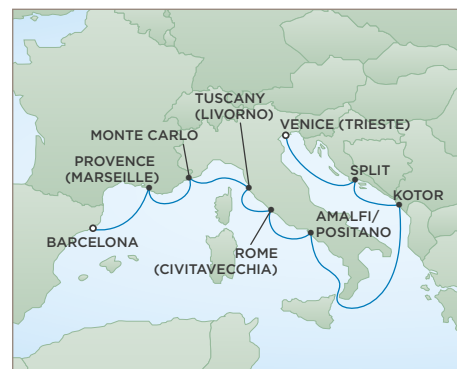 TUSCANY
(LIVORNO)
MONTE CARLO
VENICE (TRIESTE)
PROVENCE
(MARSEILLE)
SPLIT
KOTOR
AMALFI/
POSITANO
BARCELONA
ROME
(CIVITAVECCHIA)